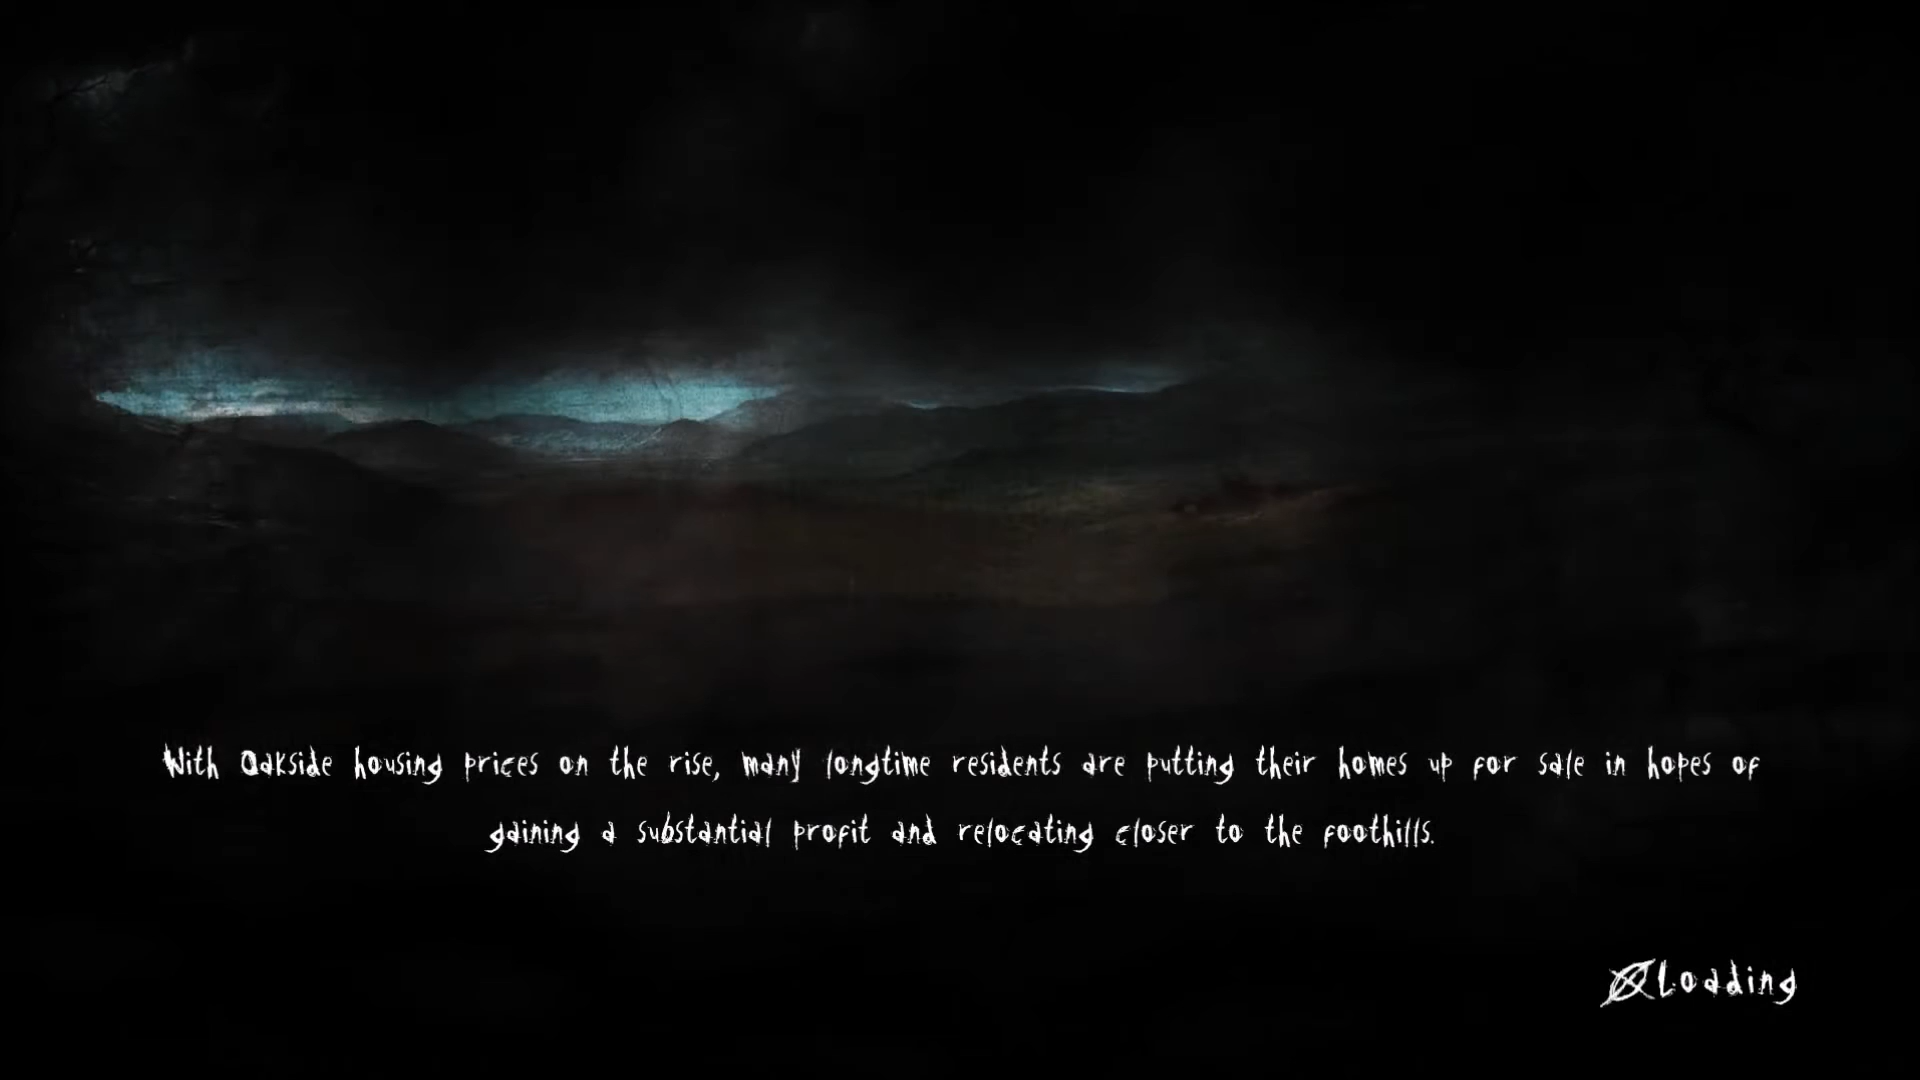 With Oakside housing prices on the rise, many longtime residents are putting their homes up for sale in hopes of
gaining a substantial profit and relocating closer to the foothills.
Loading